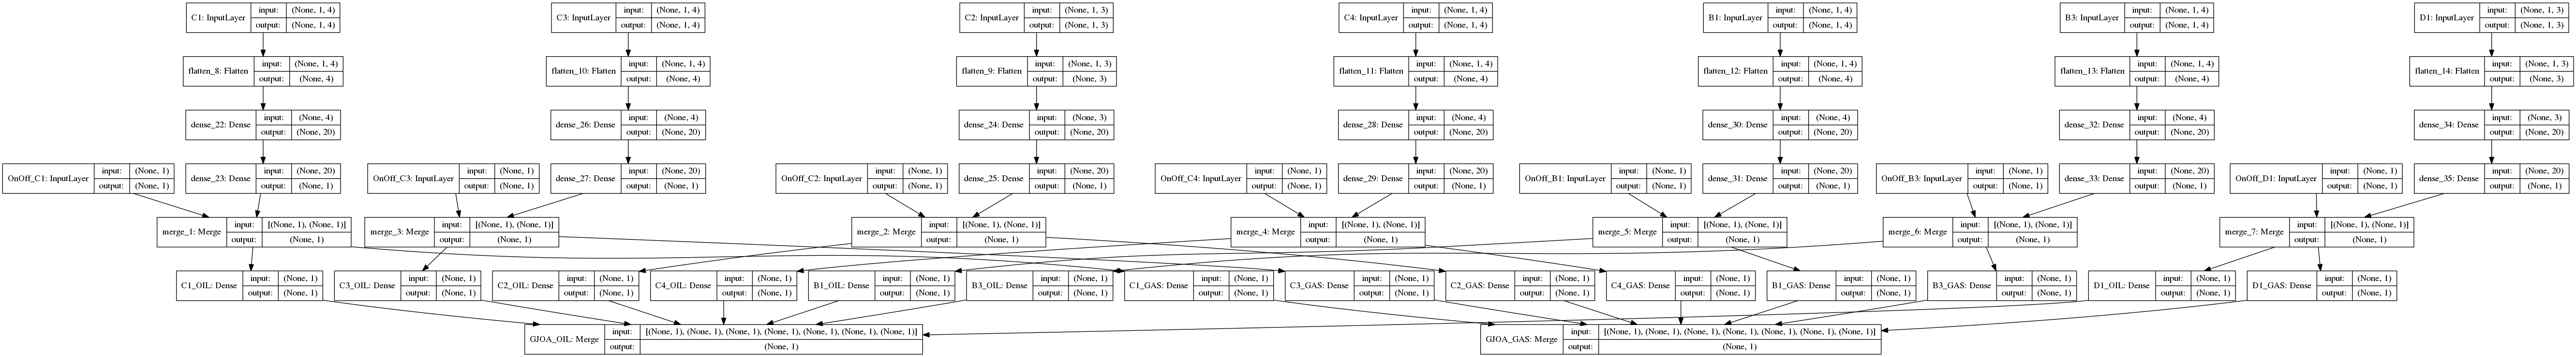 C1: InputLayer input: (None, 1, 4) output: (None, 1, 4)
C3: InputLayer input: (None, 1, 4) output: (None, 1, 4)
C2: InputLayer input: (None, 1, 3) output: (None, 1, 3)
C4: InputLayer input: (None, 1, 4) output: (None, 1, 4)
B1: InputLayer input: (None, 1, 4) output: (None, 1, 4)
B3: InputLayer input: (None, 1, 4) output: (None, 1, 4)
D1: InputLayer input: (None, 1, 3) output: (None, 1, 3)
flatten_8: Flatten input: (None, 1, 4) output: (None, 4)
flatten_10: Flatten input: (None, 1, 4) output: (None, 4)
flatten_9: Flatten input: (None, 1, 3) output: (None, 3)
flatten_11: Flatten input: (None, 1, 4) output: (None, 4)
flatten_12: Flatten input: (None, 1, 4) output: (None, 4)
flatten_13: Flatten input: (None, 1, 4) output: (None, 4)
flatten_14: Flatten input: (None, 1, 3) output: (None, 3)
dense_22: Dense input: (None, 4) output: (None, 20)
dense_26: Dense input: (None, 4) output: (None, 20)
dense_24: Dense input: (None, 3) output: (None, 20)
dense_28: Dense input: (None, 4) output: (None, 20)
dense_30: Dense input: (None, 4) output: (None, 20)
dense_32: Dense input: (None, 4) output: (None, 20)
dense_34: Dense input: (None, 3) output: (None, 20)
OnOff_C1: InputLayer input: (None, 1) output: (None, 1)
dense_23: Dense input: (None, 20) output: (None, 1)
OnOff_C3: InputLayer input: (None, 1) output: (None, 1)
dense_27: Dense input: (None, 20) output: (None, 1)
OnOff_C2: InputLayer input: (None, 1) output: (None, 1)
dense_25: Dense input: (None, 20) output: (None, 1)
OnOff_C4: InputLayer input: (None, 1) output: (None, 1)
dense_29: Dense input: (None, 20) output: (None, 1)
OnOff_B1: InputLayer input: (None, 1) output: (None, 1)
dense_31: Dense input: (None, 20) output: (None, 1)
OnOff_B3: InputLayer input: (None, 1) output: (None, 1)
dense_33: Dense input: (None, 20) output: (None, 1)
OnOff_D1: InputLayer input: (None, 1) output: (None, 1)
dense_35: Dense input: (None, 20) output: (None, 1)
merge_1: Merge input: [(None, 1), (None, 1)] output: (None, 1)
merge_3: Merge input: [(None, 1), (None, 1)] output: (None, 1)
merge_2: Merge input: [(None, 1), (None, 1)] output: (None, 1)
merge_4: Merge input: [(None, 1), (None, 1)] output: (None, 1)
merge_5: Merge input: [(None, 1), (None, 1)] output: (None, 1)
merge_6: Merge input: [(None, 1), (None, 1)] output: (None, 1)
merge_7: Merge input: [(None, 1), (None, 1)] output: (None, 1)
C1_OIL: Dense input: (None, 1) output: (None, 1)
C3_OIL: Dense input: (None, 1) output: (None, 1)
C2_OIL: Dense input: (None, 1) output: (None, 1)
C4_OIL: Dense input: (None, 1) output: (None, 1)
B1_OIL: Dense input: (None, 1) output: (None, 1)
B3_OIL: Dense input: (None, 1) output: (None, 1)
C1_GAS: Dense input: (None, 1) output: (None, 1)
C3_GAS: Dense input: (None, 1) output: (None, 1)
C2_GAS: Dense input: (None, 1) output: (None, 1)
C4_GAS: Dense input: (None, 1) output: (None, 1)
B1_GAS: Dense input: (None, 1) output: (None, 1)
B3_GAS: Dense input: (None, 1) output: (None, 1)
D1_OIL: Dense input: (None, 1) output: (None, 1)
D1_GAS: Dense input: (None, 1) output: (None, 1)
GJOA_OIL: Merge input: [(None, 1), (None, 1), (None, 1), (None, 1), (None, 1), (None, 1), (None, 1)] output: (None, 1)
GJOA_GAS: Merge input: [(None, 1), (None, 1), (None, 1), (None, 1), (None, 1), (None, 1), (None, 1)] output: (None, 1)